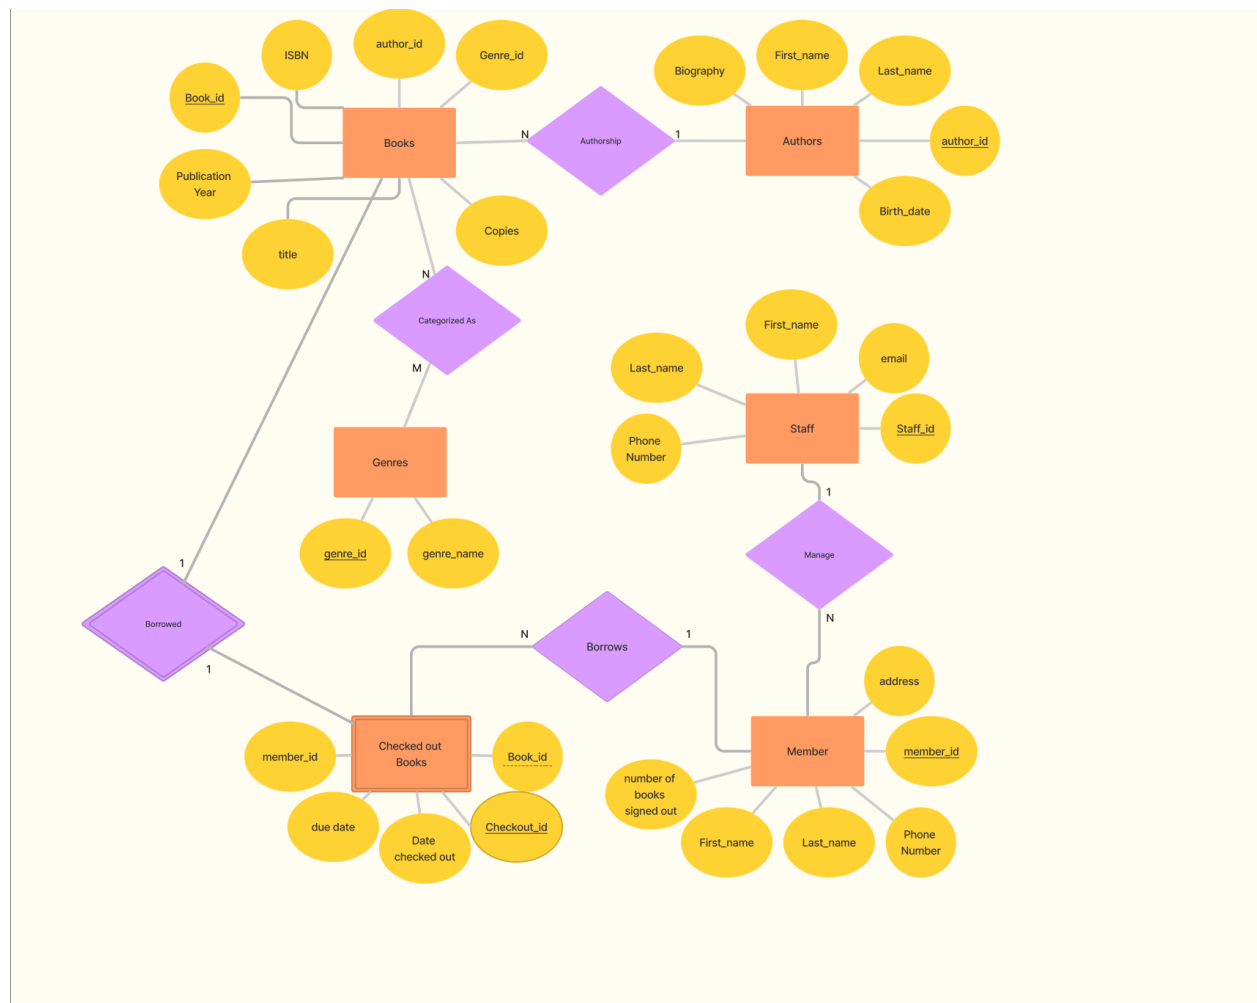 author_id
ISBN
Genre_id
Book_id
Books
Publication
Year
title
Copies
N
Authorship
1
Biography
First_name
Last_name
Authors
author_id
Birth_date
N
Categorized As
M
Genres
genre_id
genre_name
First_name
Last_name
email
Staff
Staff_id
Phone
Number
1
Manage
N
1
Borrowed
1
N
Borrows
1
Checked out
Books
member_id
Book_id
due date
Date
checked out
Checkout_id
address
Member
member_id
number of
books
signed out
First_name
Last_name
Phone
Number